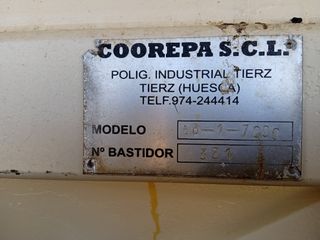 COOREPA S.C.L.
POLIG. INDUSTRIAL TIERZ
TIERZ (HUESCA)
TELF.974-244414
MODELO
Nº BASTIDOR